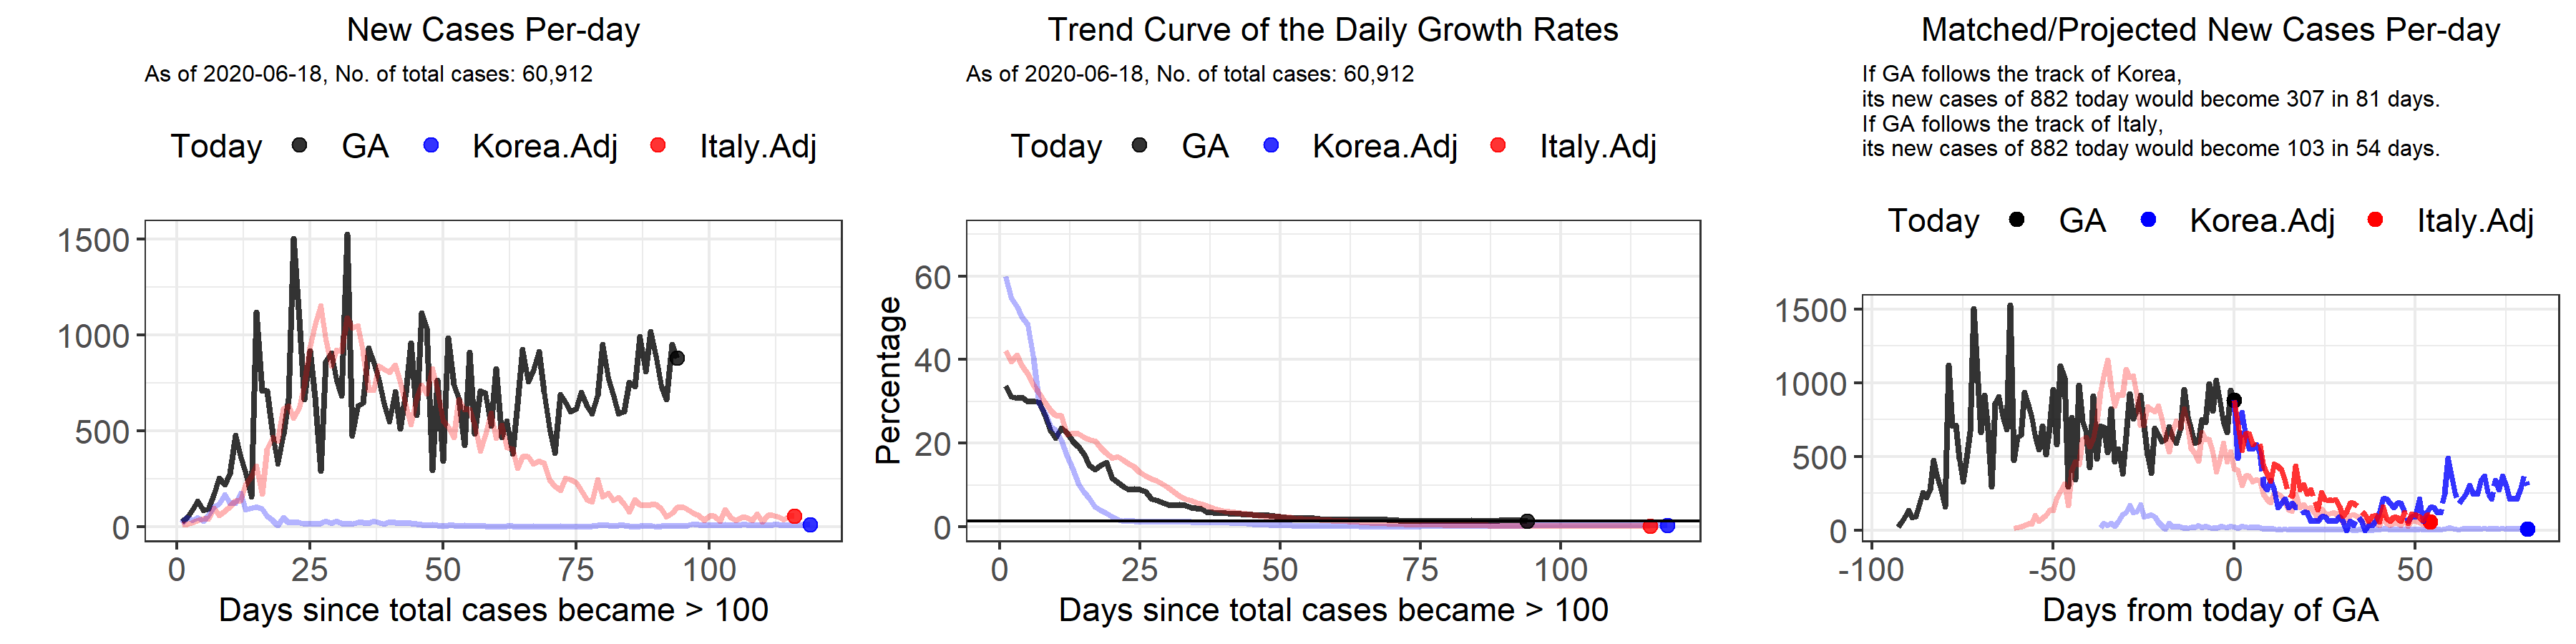 New Cases Per-day
As of 2020-06-18, No. of total cases: 60,912
Today GA Korea.Adj Italy.Adj
1500
1000
500
0
0 25 50 75 100
Days since total cases became > 100
Trend Curve of the Daily Growth Rates
As of 2020-06-18, No. of total cases: 60,912
Today GA Korea.Adj Italy.Adj
Percentage
60
40
20
0
0 25 50 75 100
Days since total cases became > 100
Matched/Projected New Cases Per-day
If GA follows the track of Korea,
its new cases of 882 today would become 307 in 81 days.
If GA follows the track of Italy,
its new cases of 882 today would become 103 in 54 days.
Today GA Korea.Adj Italy.Adj
1500
1000
500
0
-100 -50 0 50
Days from today of GA